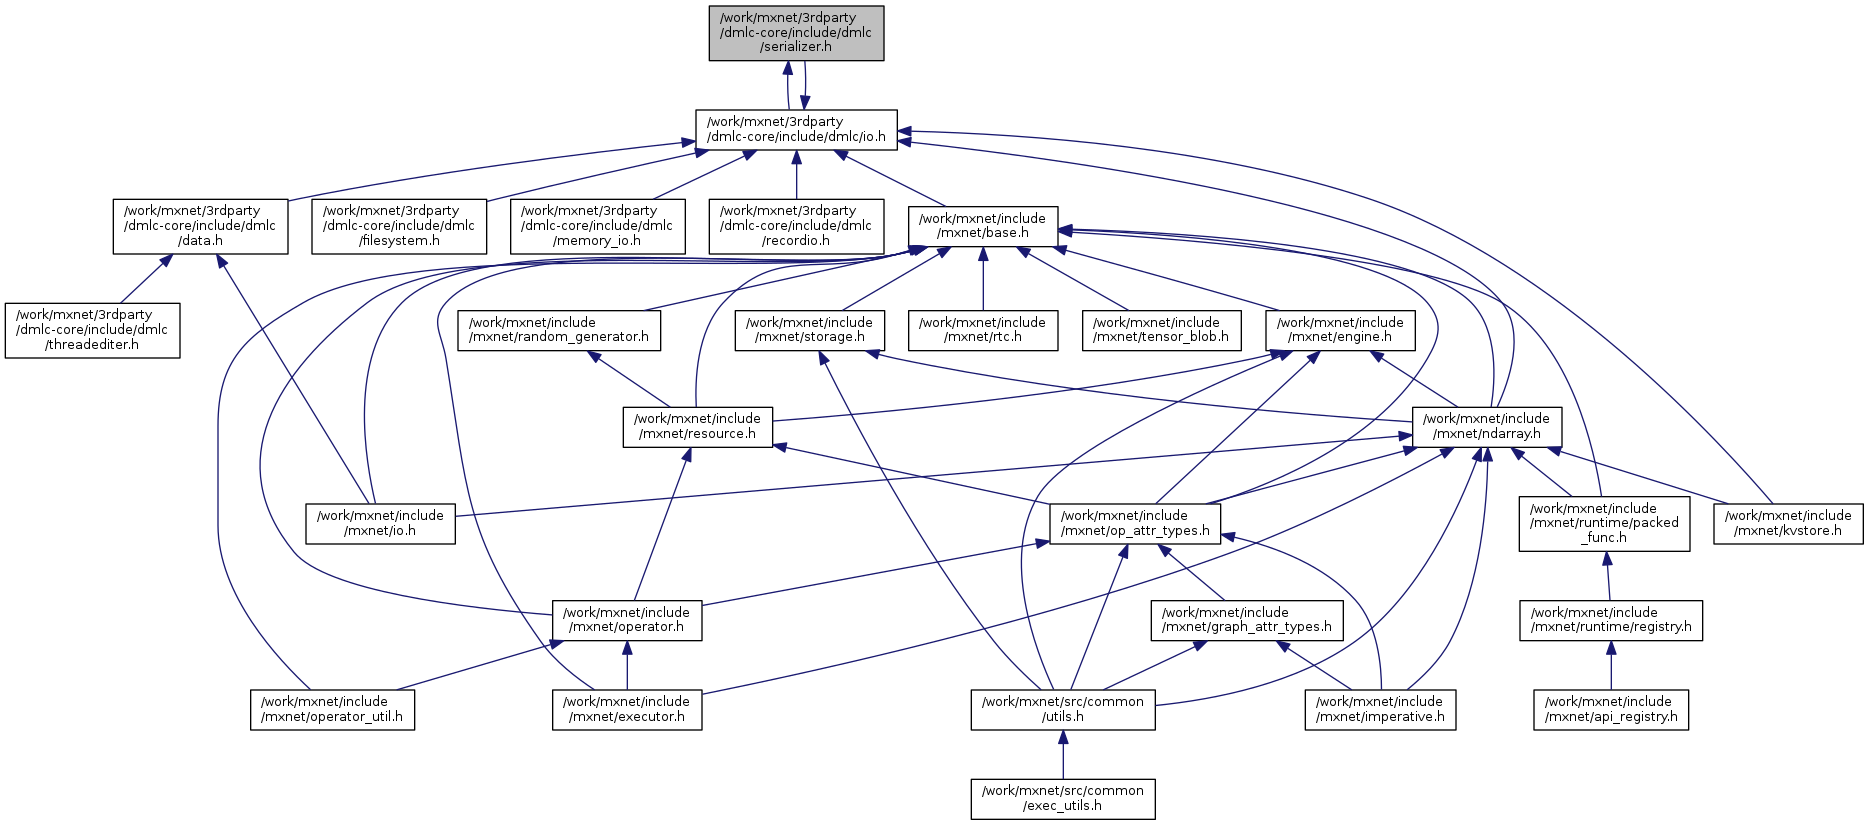 /work/mxnet/3rdparty
/dmlc-core/include/dmlc
/serializer.h
/work/mxnet/3rdparty
/dmlc-core/include/dmlc/io.h
/work/mxnet/3rdparty
/dmlc-core/include/dmlc
/data.h
/work/mxnet/3rdparty
/dmlc-core/include/dmlc
/filesystem.h
/work/mxnet/3rdparty
/dmlc-core/include/dmlc
/memory_io.h
/work/mxnet/3rdparty
/dmlc-core/include/dmlc
/recordio.h
/work/mxnet/include
/mxnet/base.h
/work/mxnet/3rdparty
/dmlc-core/include/dmlc
/threadediter.h
/work/mxnet/include
/mxnet/random_generator.h
/work/mxnet/include
/mxnet/storage.h
/work/mxnet/include
/mxnet/rtc.h
/work/mxnet/include
/mxnet/tensor_blob.h
/work/mxnet/include
/mxnet/engine.h
/work/mxnet/include
/mxnet/resource.h
/work/mxnet/include
/mxnet/ndarray.h
/work/mxnet/include
/mxnet/io.h
/work/mxnet/include
/mxnet/op_attr_types.h
/work/mxnet/include
/mxnet/runtime/packed
_func.h
/work/mxnet/include
/mxnet/kvstore.h
/work/mxnet/include
/mxnet/operator.h
/work/mxnet/include
/mxnet/graph_attr_types.h
/work/mxnet/include
/mxnet/runtime/registry.h
/work/mxnet/include
/mxnet/operator_util.h
/work/mxnet/include
/mxnet/executor.h
/work/mxnet/src/common
/utils.h
/work/mxnet/include
/mxnet/imperative.h
/work/mxnet/include
/mxnet/api_registry.h
/work/mxnet/src/common
/exec_utils.h